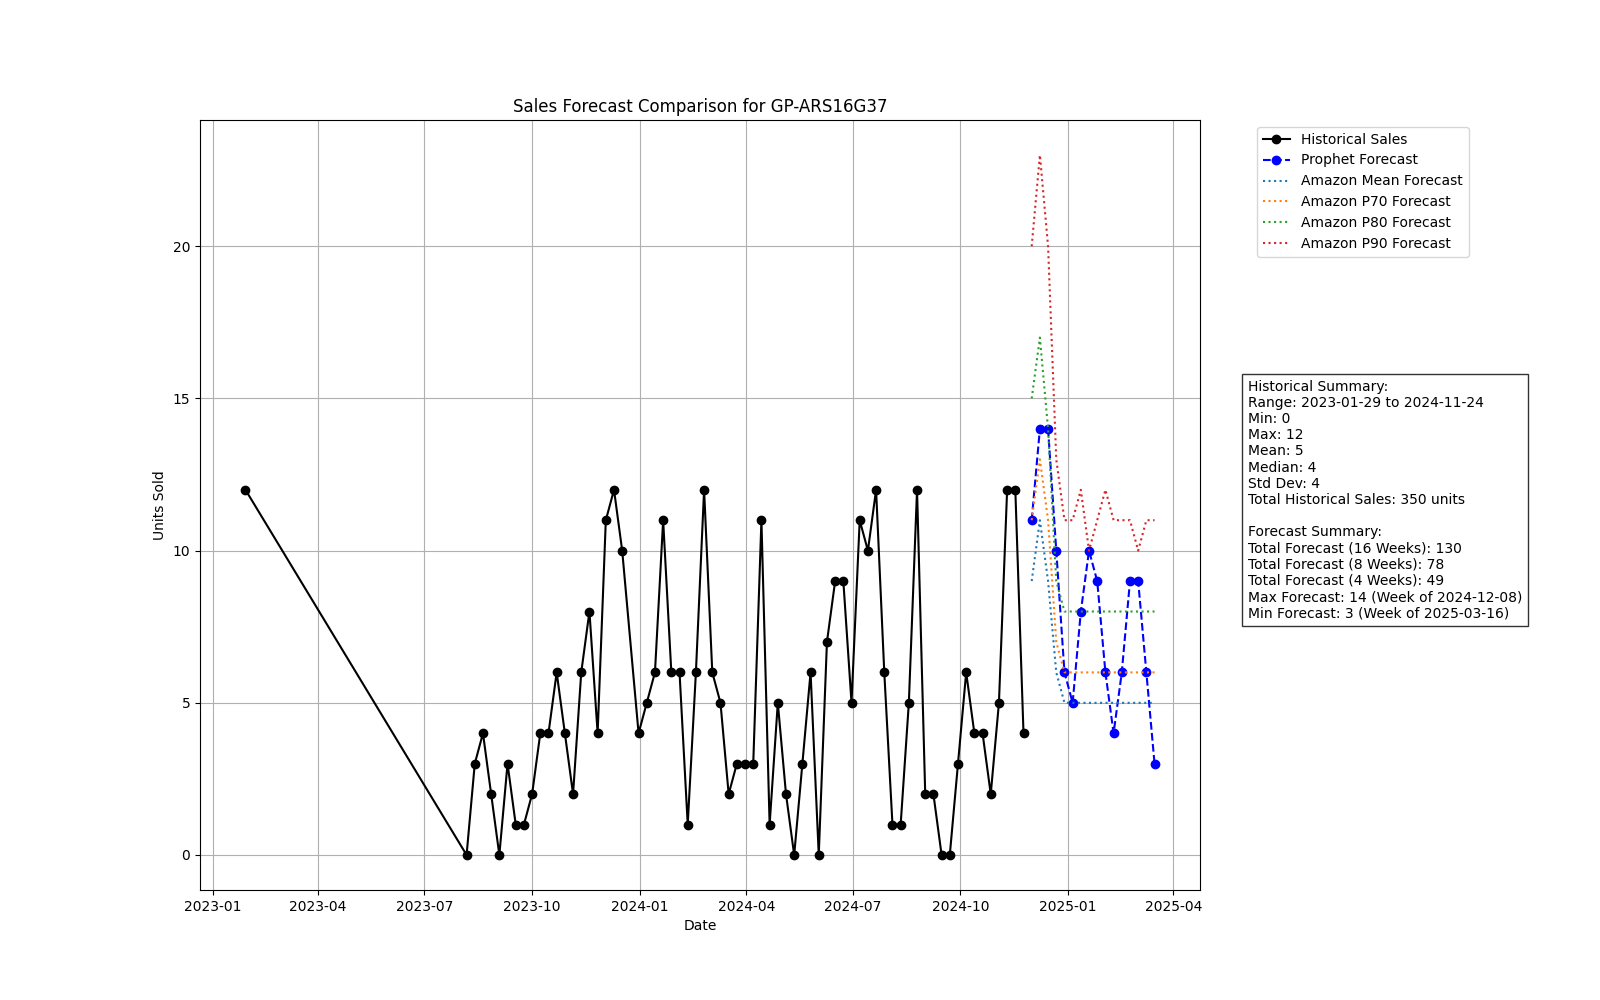 Sales Forecast Comparison for GP-ARS16G37
Units Sold
20
15
10
5
0
2023-01
2023-04
2023-07
2023-10
2024-01
2024-04
2024-07
2024-10
2025-01
2025-04
Date
Historical Sales
Prophet Forecast
Amazon Mean Forecast
Amazon P70 Forecast
Amazon P80 Forecast
Amazon P90 Forecast
Historical Summary:
Range: 2023-01-29 to 2024-11-24
Min: 0
Max: 12
Mean: 5
Median: 4
Std Dev: 4
Total Historical Sales: 350 units
Forecast Summary:
Total Forecast (16 Weeks): 130
Total Forecast (8 Weeks): 78
Total Forecast (4 Weeks): 49
Max Forecast: 14 (Week of 2024-12-08)
Min Forecast: 3 (Week of 2025-03-16)